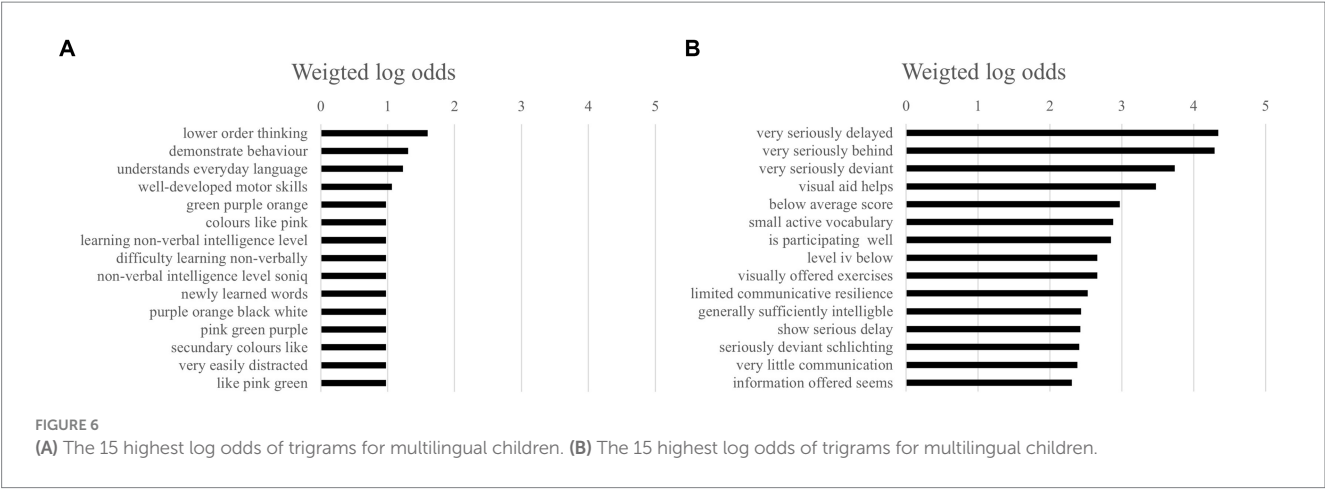 A
Weigted log odds
0 1 2 3 4 5
lower order thinking
demonstrate behaviour
understands everyday language
well-developed motor skills
green purple orange
colours like pink
learning non-verbal intelligence level
difficulty learning non-verbally
non-verbal intelligence level soniq
newly learned words
purple orange black white
pink green purple
secundary colours like
very easily distracted
like pink green
B
Weigted log odds
0 1 2 3 4 5
very seriously delayed
very seriously behind
very seriously deviant
visual aid helps
below average score
small active vocabulary
is participating well
level iv below
visually offered exercises
limited communicative resilience
generally sufficiently intelligble
show serious delay
seriously deviant schlichting
very little communication
information offered seems
FIGURE 6
(A) The 15 highest log odds of trigrams for multilingual children. (B) The 15 highest log odds of trigrams for multilingual children.